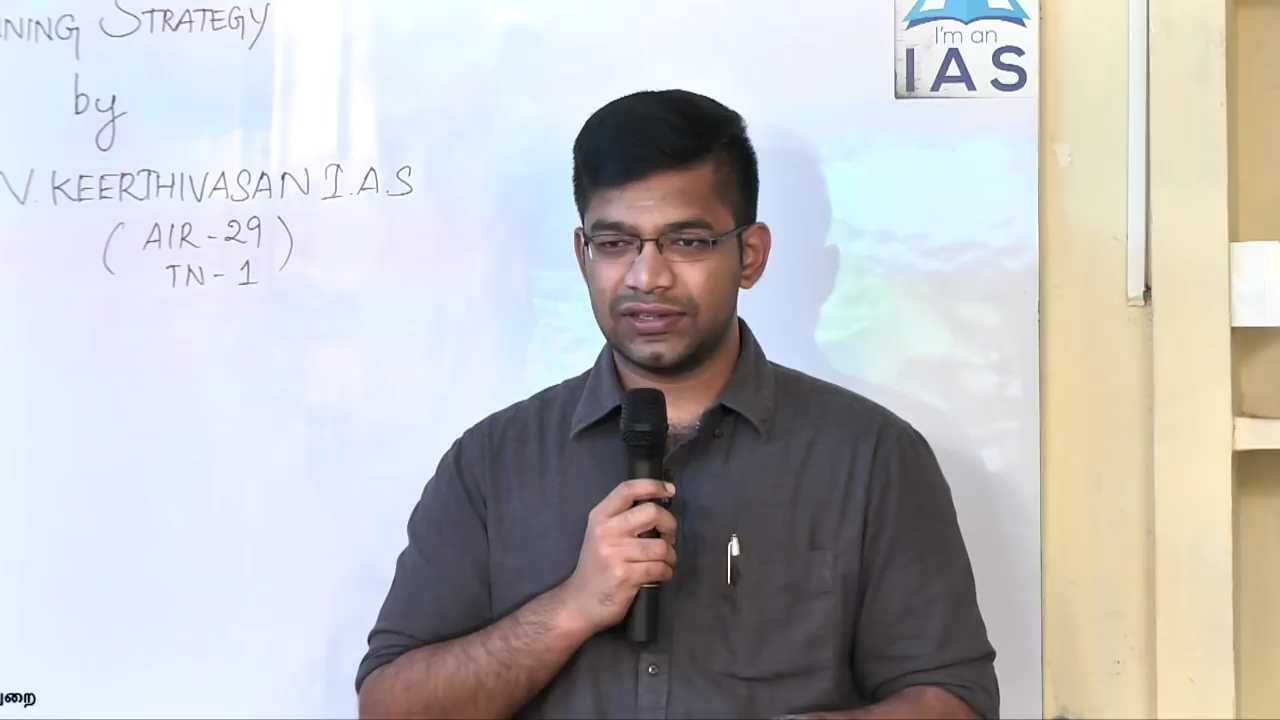 NING STRATEGY
by
V. KEERTHIVASAN I.A.S
( AIR-29 )
TN-1
I'm an
IAS